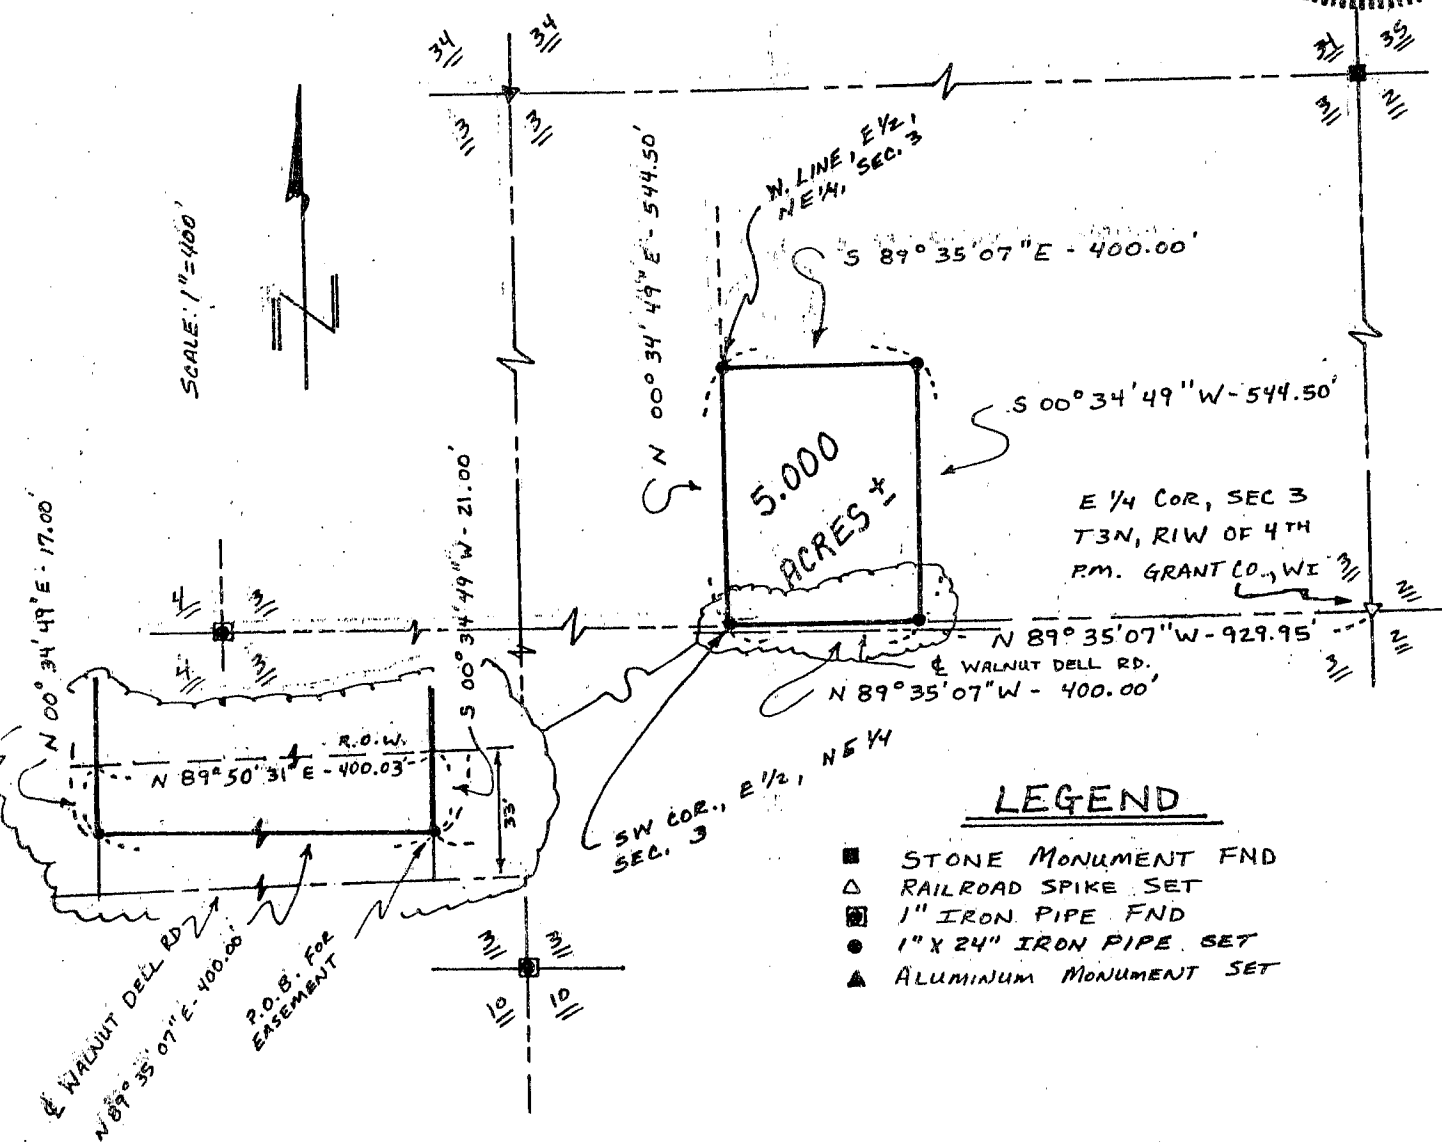 34 34
3 3
34 35
3 2
SCALE: 1"=400'
N
N 00° 34' 49" E - 544.50'
W. LINE, E 1/2,
NE 1/4, SEC. 3
S 89° 35' 07" E - 400.00'
S 00° 34' 49" W - 544.50'
5.000
ACRES ±
E 1/4 COR, SEC 3
T3N, R1W OF 4TH
P.M. GRANT CO., WI
3 2
3 2
N 89° 35' 07" W - 929.95'
℄ WALNUT DELL RD.
N 89° 35' 07" W - 400.00'
4 3
4 3
N 00° 34' 49" E - 17.00'
S 00° 34' 49" W - 21.00'
R.O.W.
N 89° 50' 31" E - 400.03'
33'
SW COR., E 1/2, NE 1/4
SEC. 3
℄ WALNUT DELL RD
N 89° 35' 07" E - 400.00'
P.O.B. FOR
EASEMENT
3 3
10 10
LEGEND
STONE MONUMENT FND
RAILROAD SPIKE SET
1" IRON PIPE FND
1" X 24" IRON PIPE SET
ALUMINUM MONUMENT SET